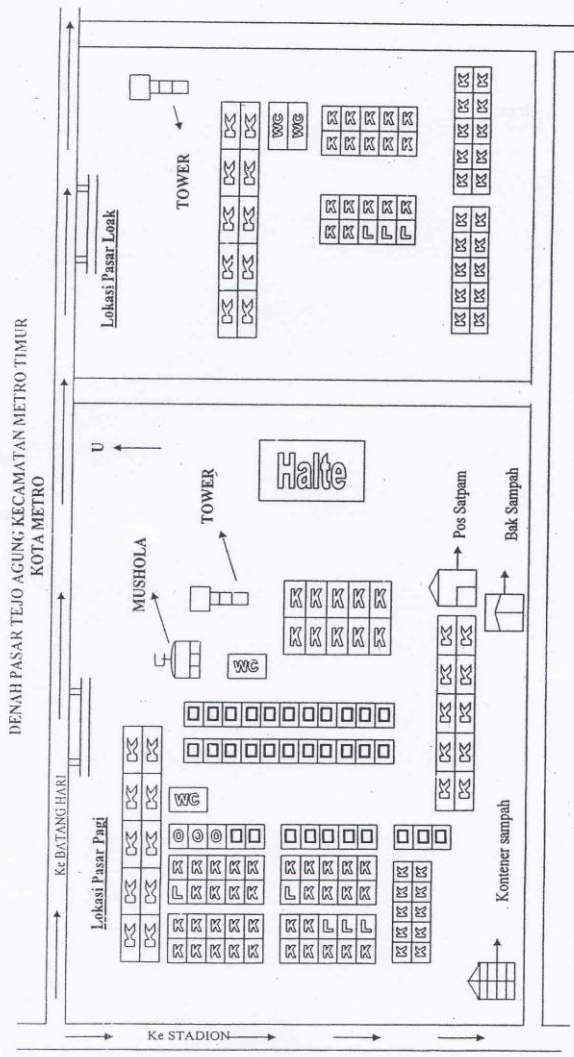 DENAH PASAR TEJO AGUNG KECAMATAN METRO TIMUR
KOTA METRO
Ke BATANG HARI
Lokasi Pasar Pagi
U
Lokasi Pasar Loak
Ke STADION
K K K K K
K K K K K
MUSHOLA
TOWER
TOWER
WC
WC
O O O
K K K K K
L K K K K
K K K K K
K K K K K
K K K K K
L K K K K
K K L L L
K K K K K
K K K K K
K K K K K
K K K K K
K K K K K
K K K K K
K K K K K
Halte
Pos Satpam
Bak Sampah
Kontener sampah
K K K K K
K K K K K
WC
WC
K K K K K
K K K K K
K K K K K
K K L L L
K K K K K
K K K K K
K K K K K
K K K K K